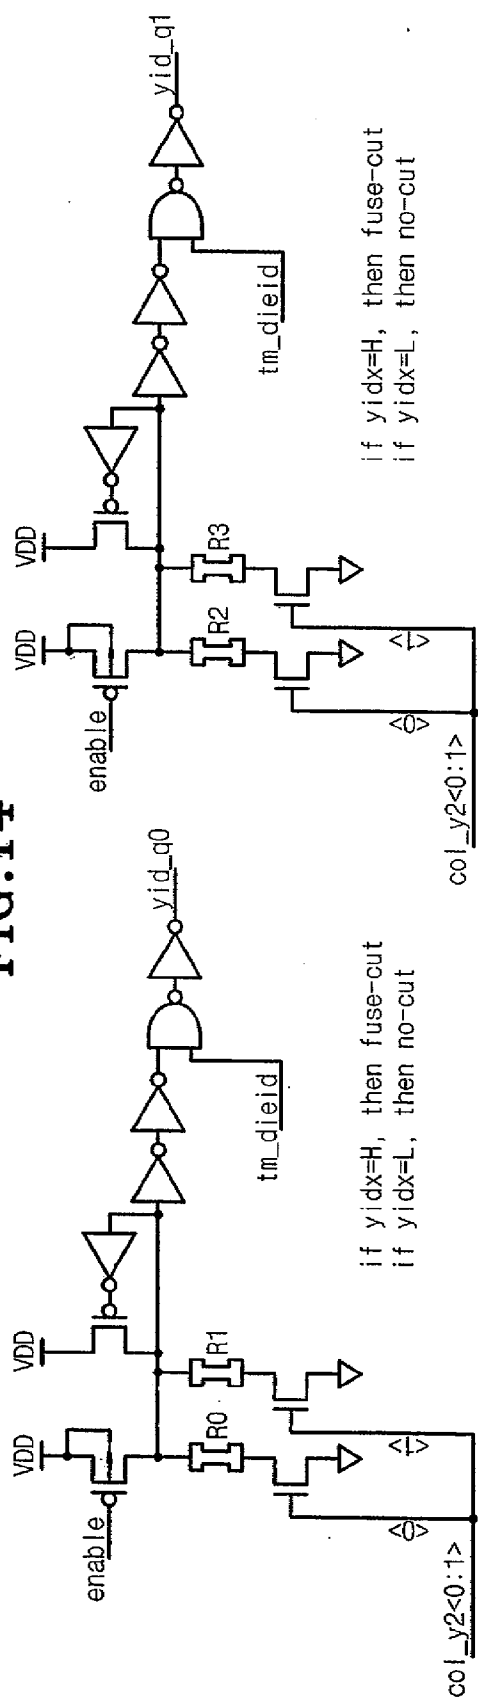 FIG.14
VDD
VDD
enable
R0
R1
<0>
<1>
col_y2<0:1>
tm_dieid
yid_q0
if yidx=H, then fuse-cut
if yidx=L, then no-cut
VDD
VDD
enable
R2
R3
<0>
<1>
col_y2<0:1>
tm_dieid
yid_q1
if yidx=H, then fuse-cut
if yidx=L, then no-cut